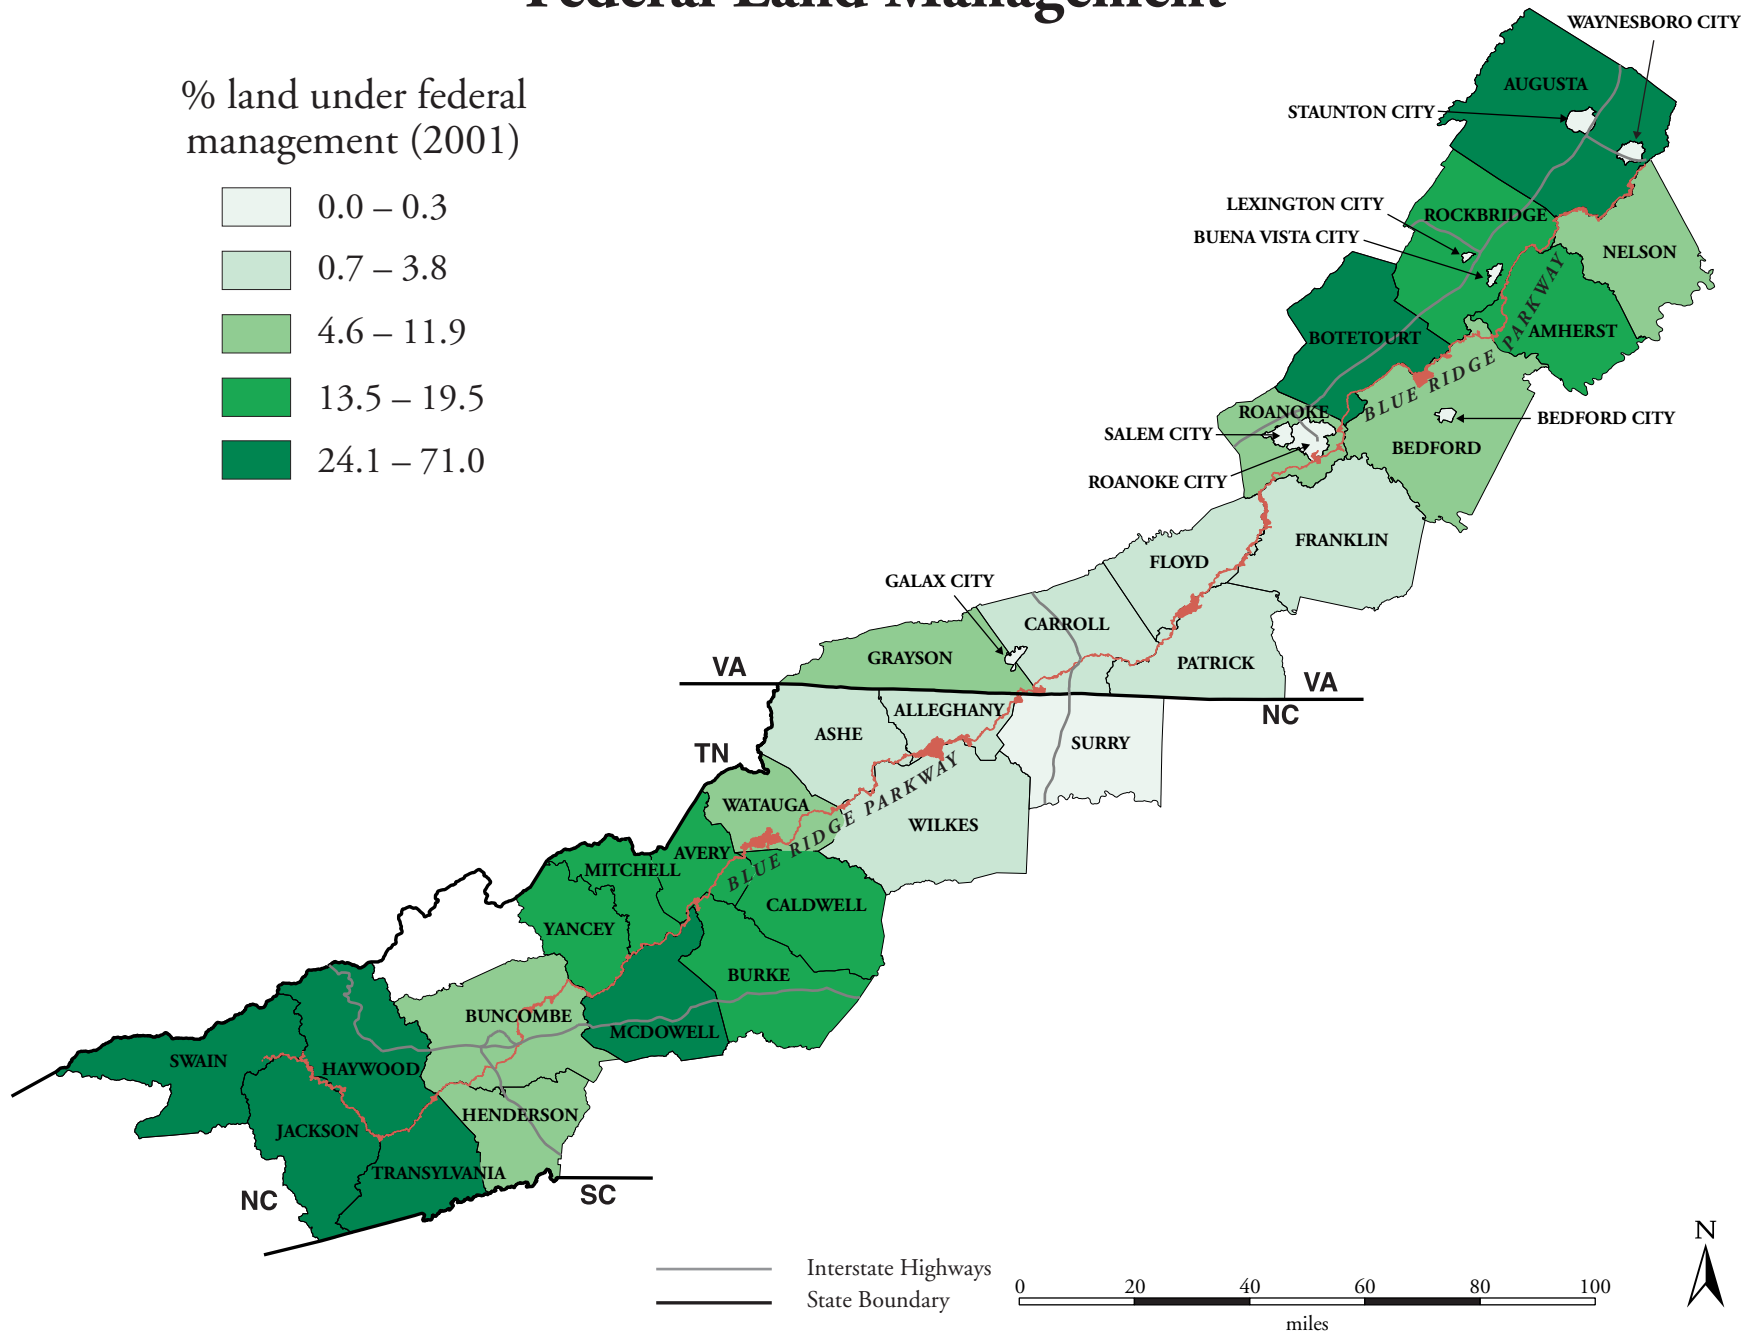 Federal Land Management
% land under federal
management (2001)
0.0 – 0.3
0.7 – 3.8
4.6 – 11.9
13.5 – 19.5
24.1 – 71.0
WAYNESBORO CITY
AUGUSTA
STAUNTON CITY
LEXINGTON CITY
ROCKBRIDGE
BUENA VISTA CITY
NELSON
BOTETOURT
AMHERST
BLUE RIDGE PARKWAY
ROANOKE
SALEM CITY
BEDFORD CITY
BEDFORD
ROANOKE CITY
FRANKLIN
FLOYD
GALAX CITY
CARROLL
GRAYSON
PATRICK
VA
VA
NC
ALLEGHANY
ASHE
SURRY
TN
WATAUGA
BLUE RIDGE PARKWAY
WILKES
AVERY
MITCHELL
CALDWELL
YANCEY
BURKE
BUNCOMBE
MCDOWELL
SWAIN
HAYWOOD
HENDERSON
JACKSON
TRANSYLVANIA
NC
SC
N
Interstate Highways
State Boundary
0 20 40 60 80 100
miles